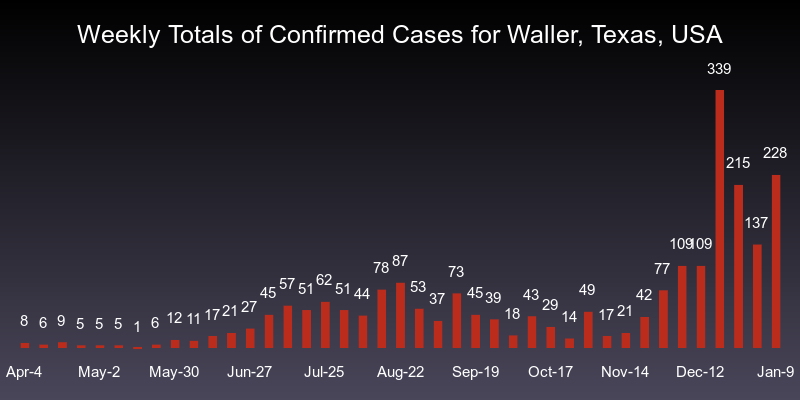 Weekly Totals of Confirmed Cases for Waller, Texas, USA
8 6 9 5 5 5 1 6 12 11 17 21 27 45 57 51 62 51 44 78 87 53 37 73 45 39 18 43 29 14 49 17 21 42 77 109 109 339 215 137 228
Apr-4 May-2 May-30 Jun-27 Jul-25 Aug-22 Sep-19 Oct-17 Nov-14 Dec-12 Jan-9